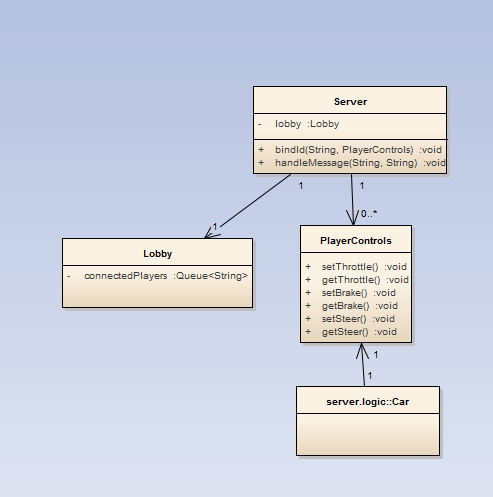 Server
- lobby :Lobby
+ bindId(String, PlayerControls) :void
+ handleMessage(String, String) :void
1
1
1
0..*
Lobby
- connectedPlayers :Queue<String>
PlayerControls
+ setThrottle() :void
+ getThrottle() :void
+ setBrake() :void
+ getBrake() :void
+ setSteer() :void
+ getSteer() :void
1
1
server.logic::Car